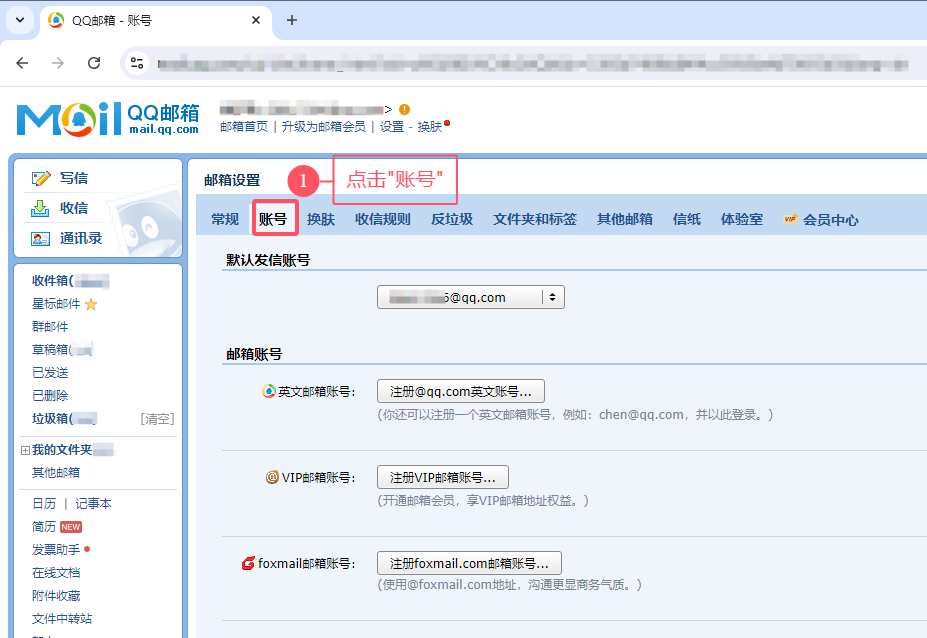 QQ邮箱 - 账号
Mail QQ邮箱
mail.qq.com
>
邮箱首页 | 升级为邮箱会员 | 设置 - 换肤
写信
收信
通讯录
收件箱(
星标邮件
群邮件
草稿箱(
已发送
已删除
垃圾箱(
[清空]
我的文件夹
其他邮箱
日历 | 记事本
简历 NEW
发票助手
在线文档
附件收藏
文件中转站
邮箱设置
1 点击"账号"
常规 账号 换肤 收信规则 反垃圾 文件夹和标签 其他邮箱 信纸 体验室 VIP 会员中心
默认发信账号
6@qq.com
邮箱账号
英文邮箱账号： 注册@qq.com英文账号...
(你还可以注册一个英文邮箱账号，例如：chen@qq.com，并以此登录。)
VIP邮箱账号： 注册VIP邮箱账号...
(开通邮箱会员，享VIP邮箱地址权益。)
foxmail邮箱账号： 注册foxmail.com邮箱账号...
(使用@foxmail.com地址，沟通更显商务气质。)